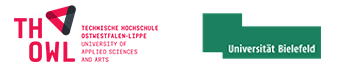 TH
OWL
TECHNISCHE HOCHSCHULE
OSTWESTFALEN-LIPPE
UNIVERSITY OF
APPLIED SCIENCES
AND ARTS
Universität Bielefeld